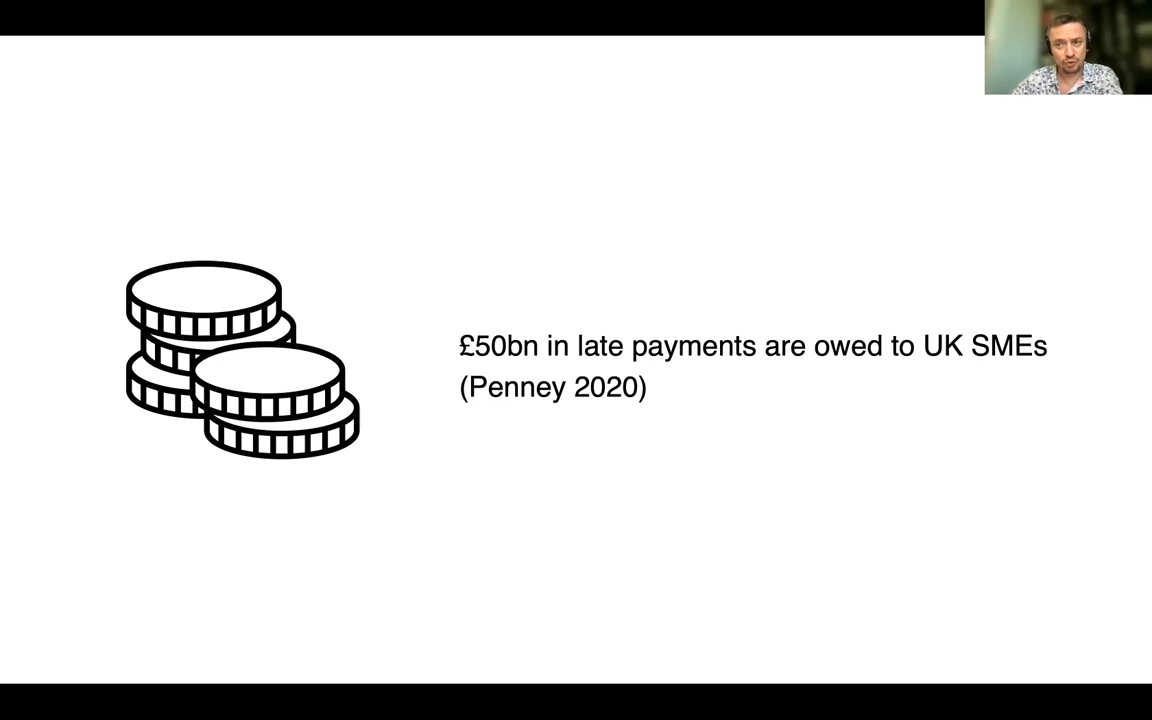 £50bn in late payments are owed to UK SMEs
(Penney 2020)